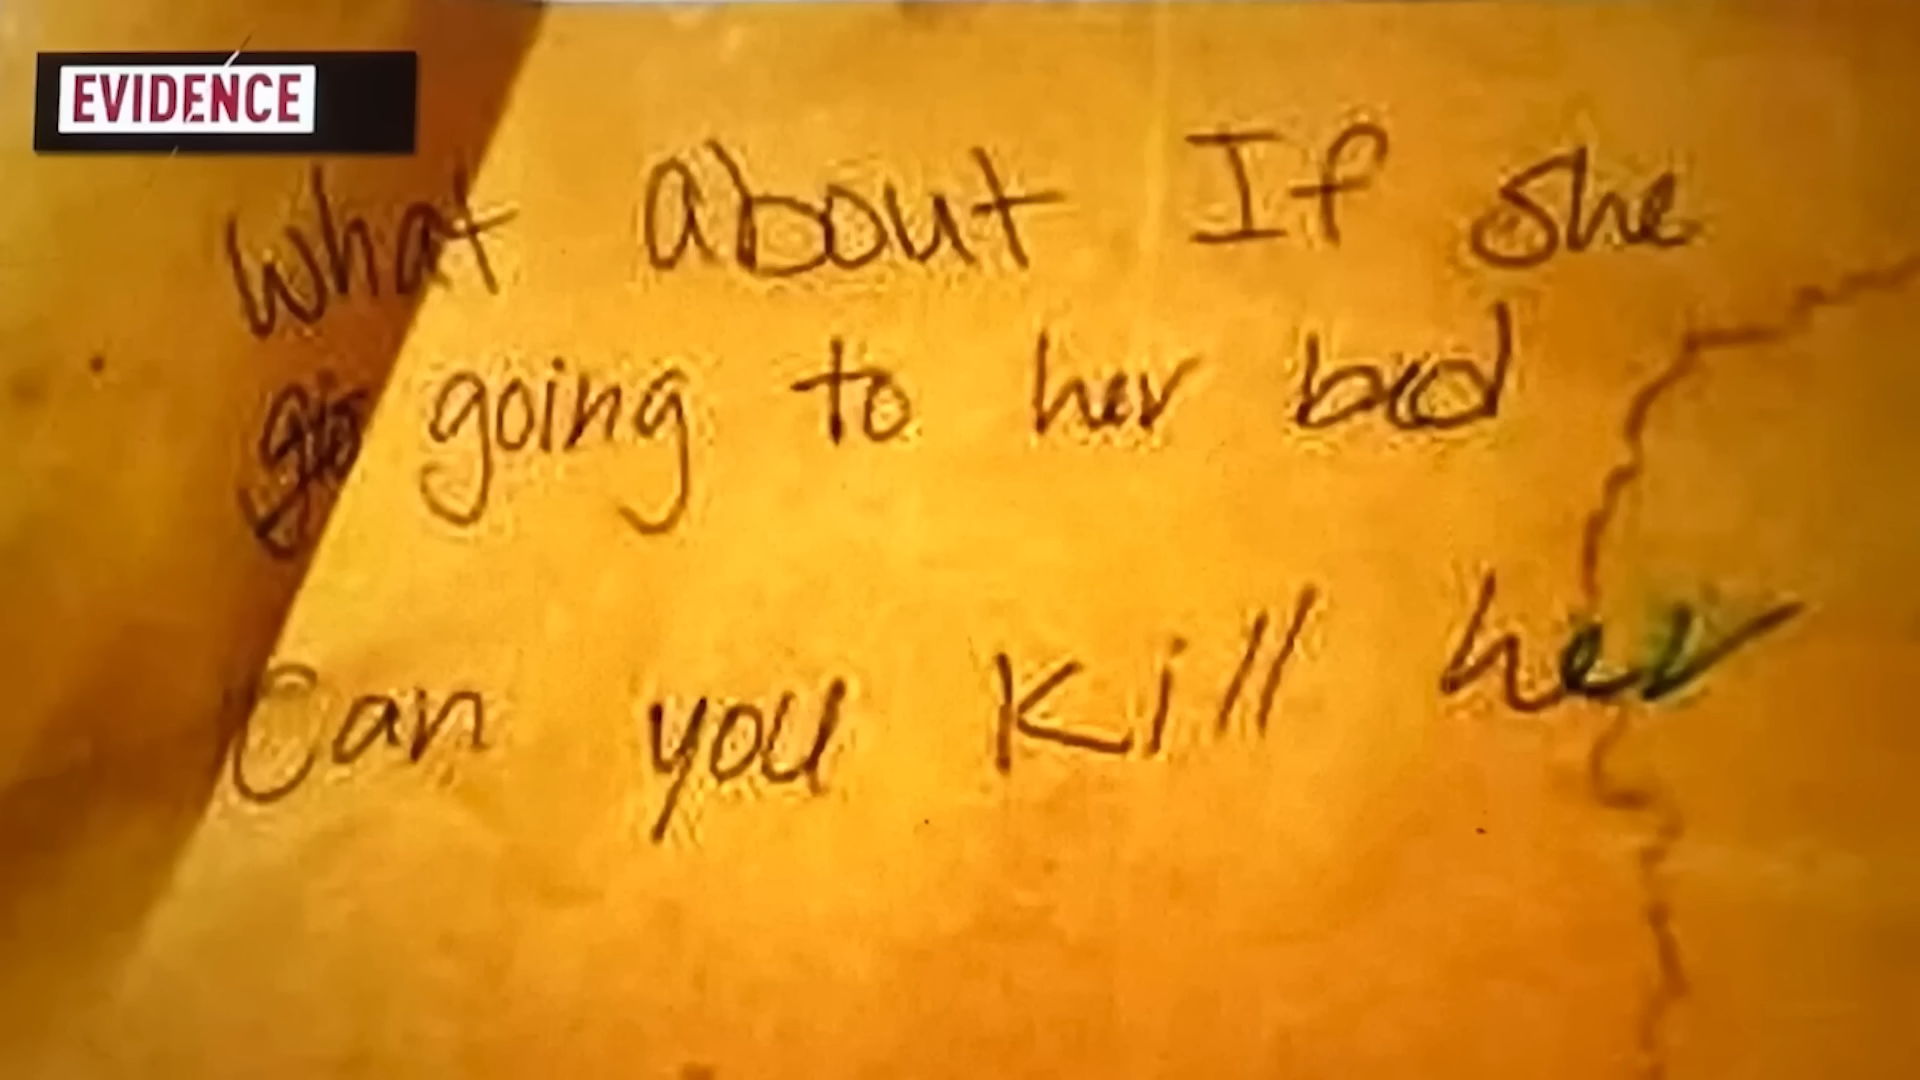 EVIDENCE
What about If she
going to her bed
Can you Kill her